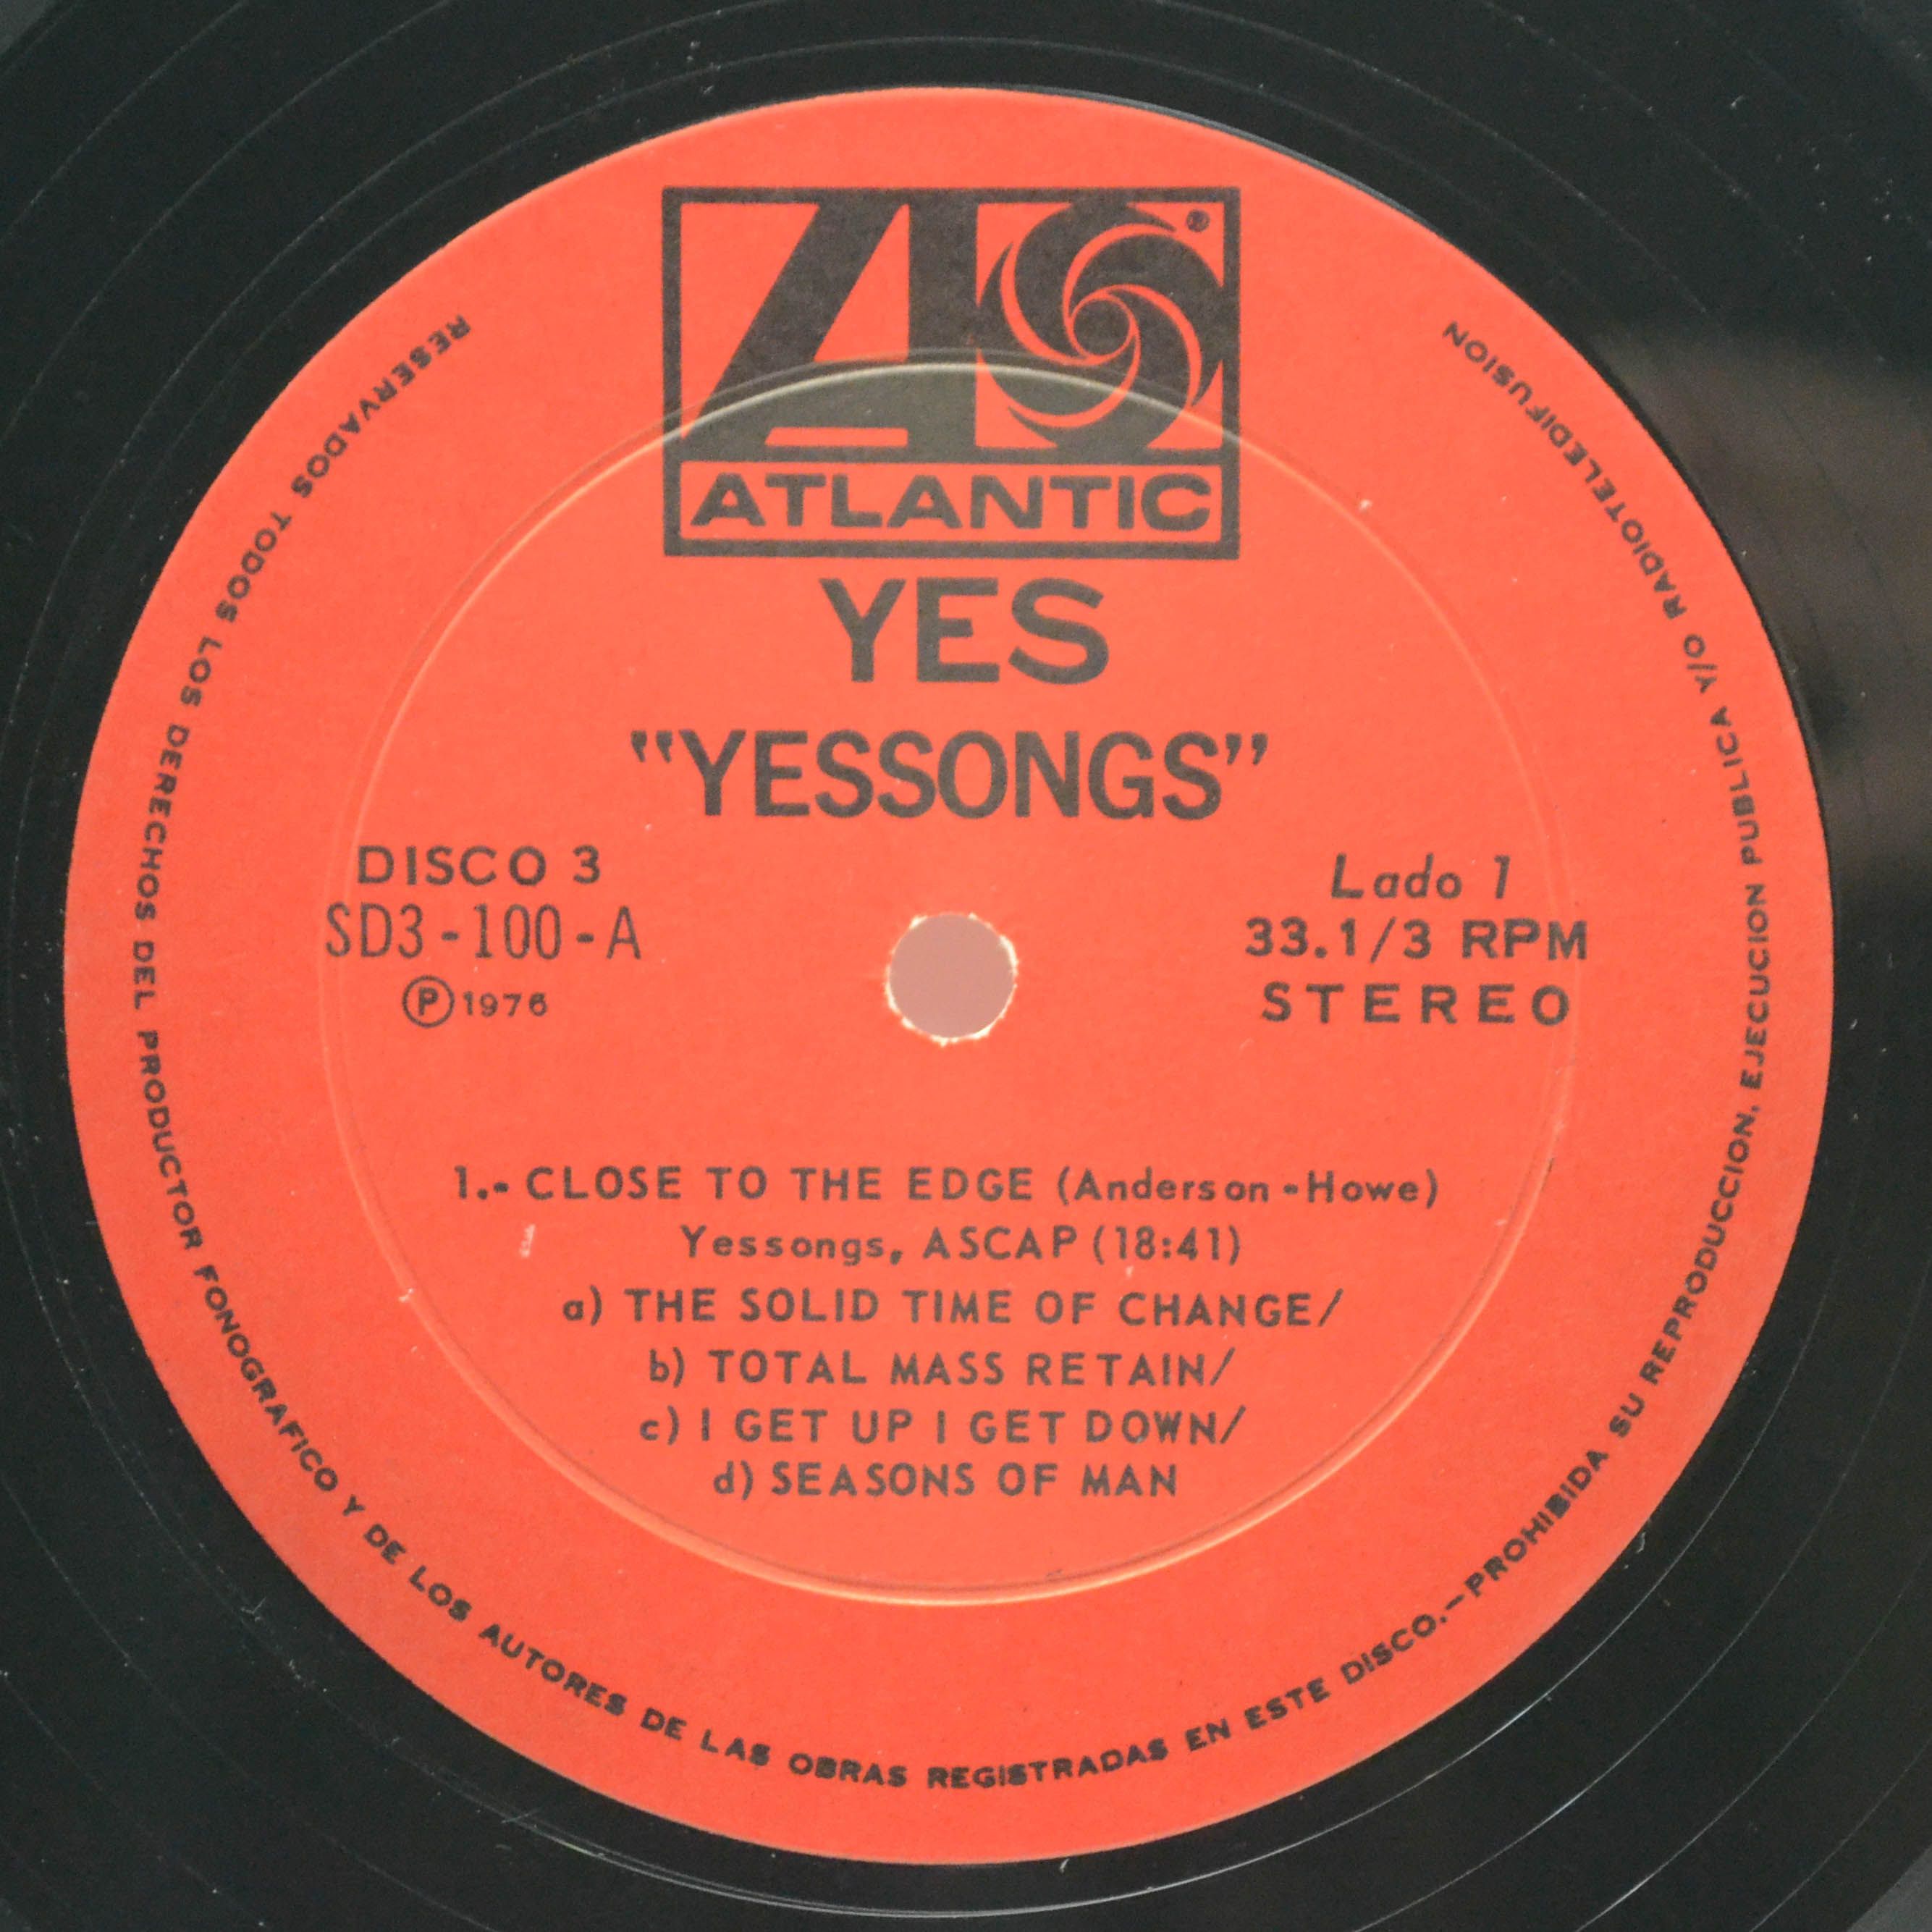 ATLANTIC
®
YES
"YESSONGS"
DISCO 3
SD3-100-A
Ⓟ1976
Lado 1
33.1/3 RPM
STEREO
1.- CLOSE TO THE EDGE (Anderson-Howe)
Yessongs, ASCAP (18:41)
a) THE SOLID TIME OF CHANGE/
b) TOTAL MASS RETAIN/
c) I GET UP I GET DOWN/
d) SEASONS OF MAN
RESERVADOS TODOS LOS DERECHOS DEL PRODUCTOR FONOGRAFICO Y DE LOS AUTORES DE LAS OBRAS REGISTRADAS EN ESTE DISCO.-PROHIBIDA SU REPRODUCCION, EJECUCION PUBLICA Y/O RADIOTELEDIFUSION